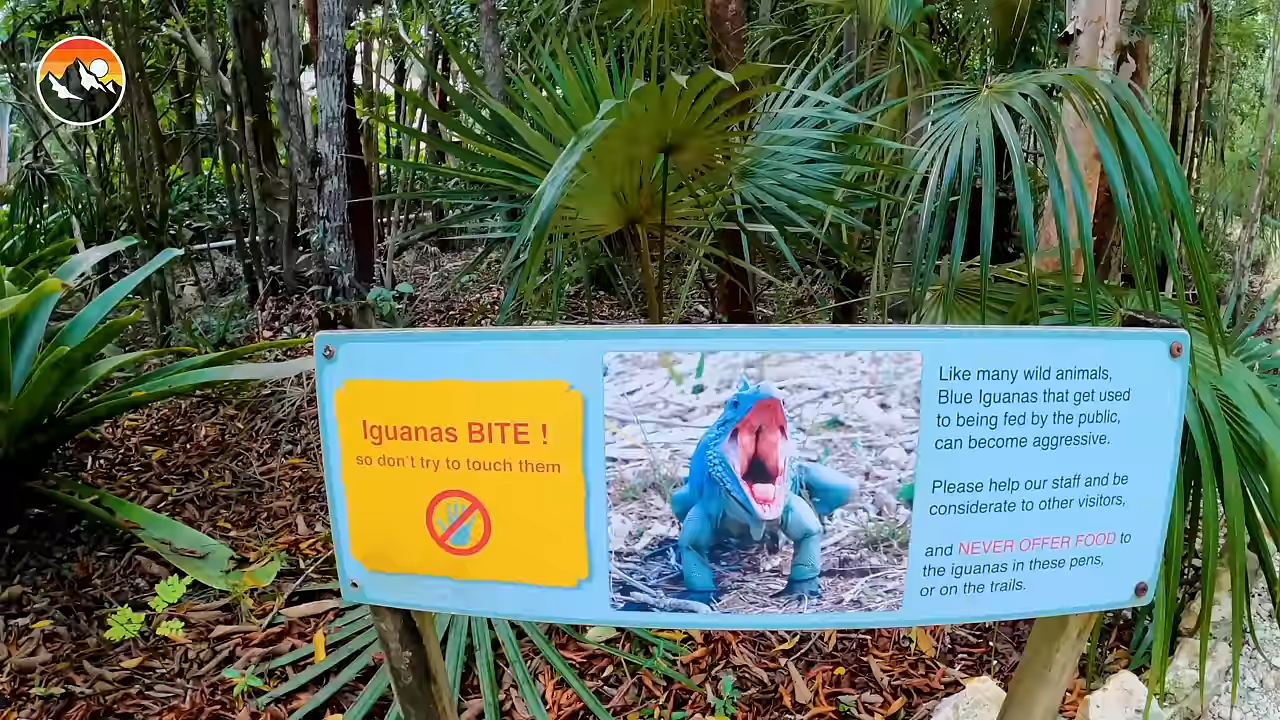 Iguanas BITE !
so don't try to touch them
Like many wild animals,
Blue Iguanas that get used
to being fed by the public,
can become aggressive.
Please help our staff and be
considerate to other visitors,
and NEVER OFFER FOOD to
the iguanas in these pens,
or on the trails.